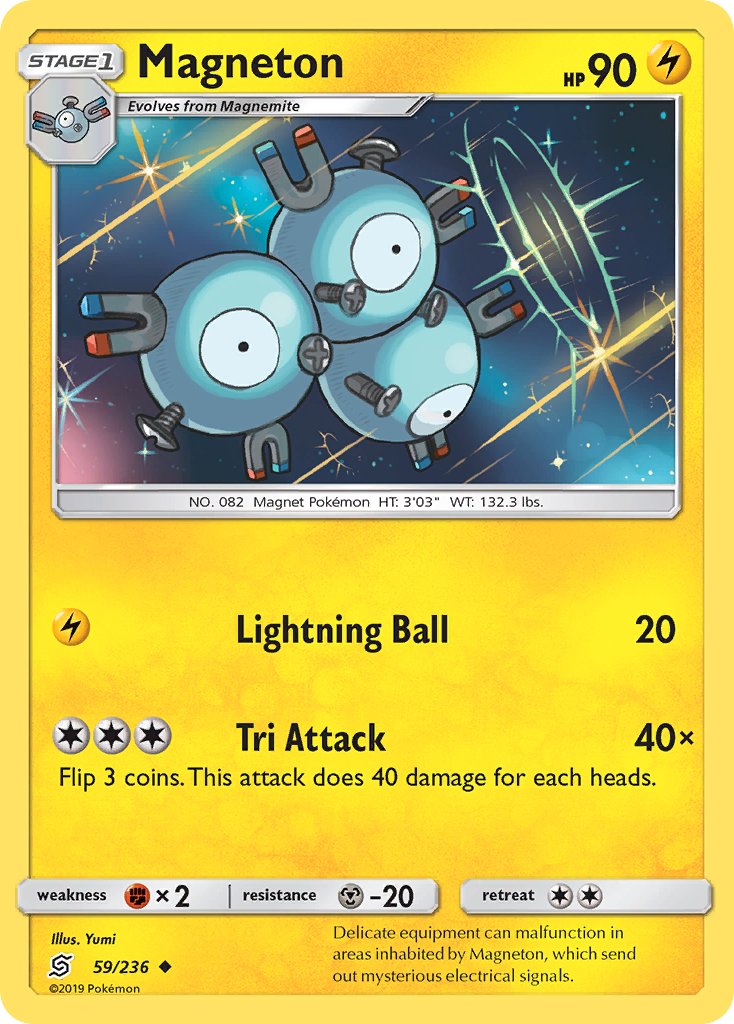 STAGE1
Magneton
HP90
Evolves from Magnemite
NO. 082 Magnet Pokémon HT: 3'03" WT: 132.3 lbs.
Lightning Ball 20
Tri Attack 40×
Flip 3 coins. This attack does 40 damage for each heads.
weakness ×2 resistance -20 retreat
Illus. Yumi
59/236
©2019 Pokémon
Delicate equipment can malfunction in
areas inhabited by Magneton, which send
out mysterious electrical signals.